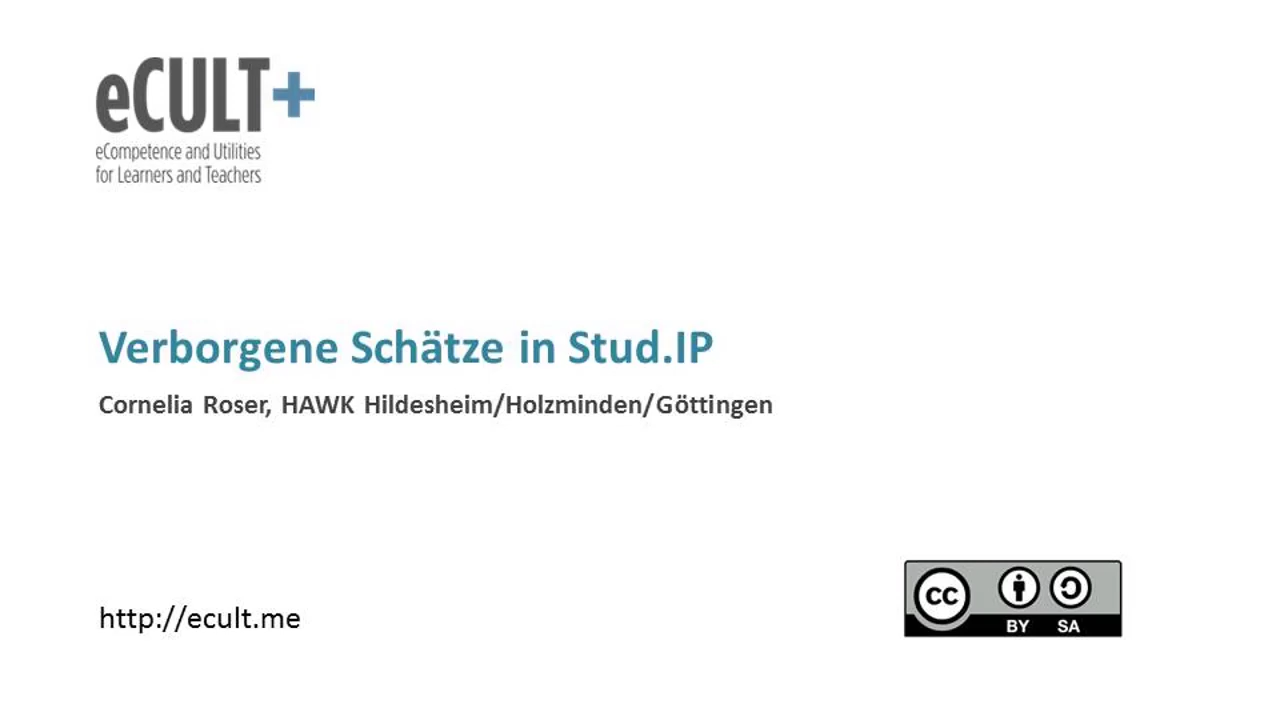 eCULT+
eCompetence and Utilities
for Learners and Teachers
Verborgene Schätze in Stud.IP
Cornelia Roser, HAWK Hildesheim/Holzminden/Göttingen
http://ecult.me
cc
BY SA